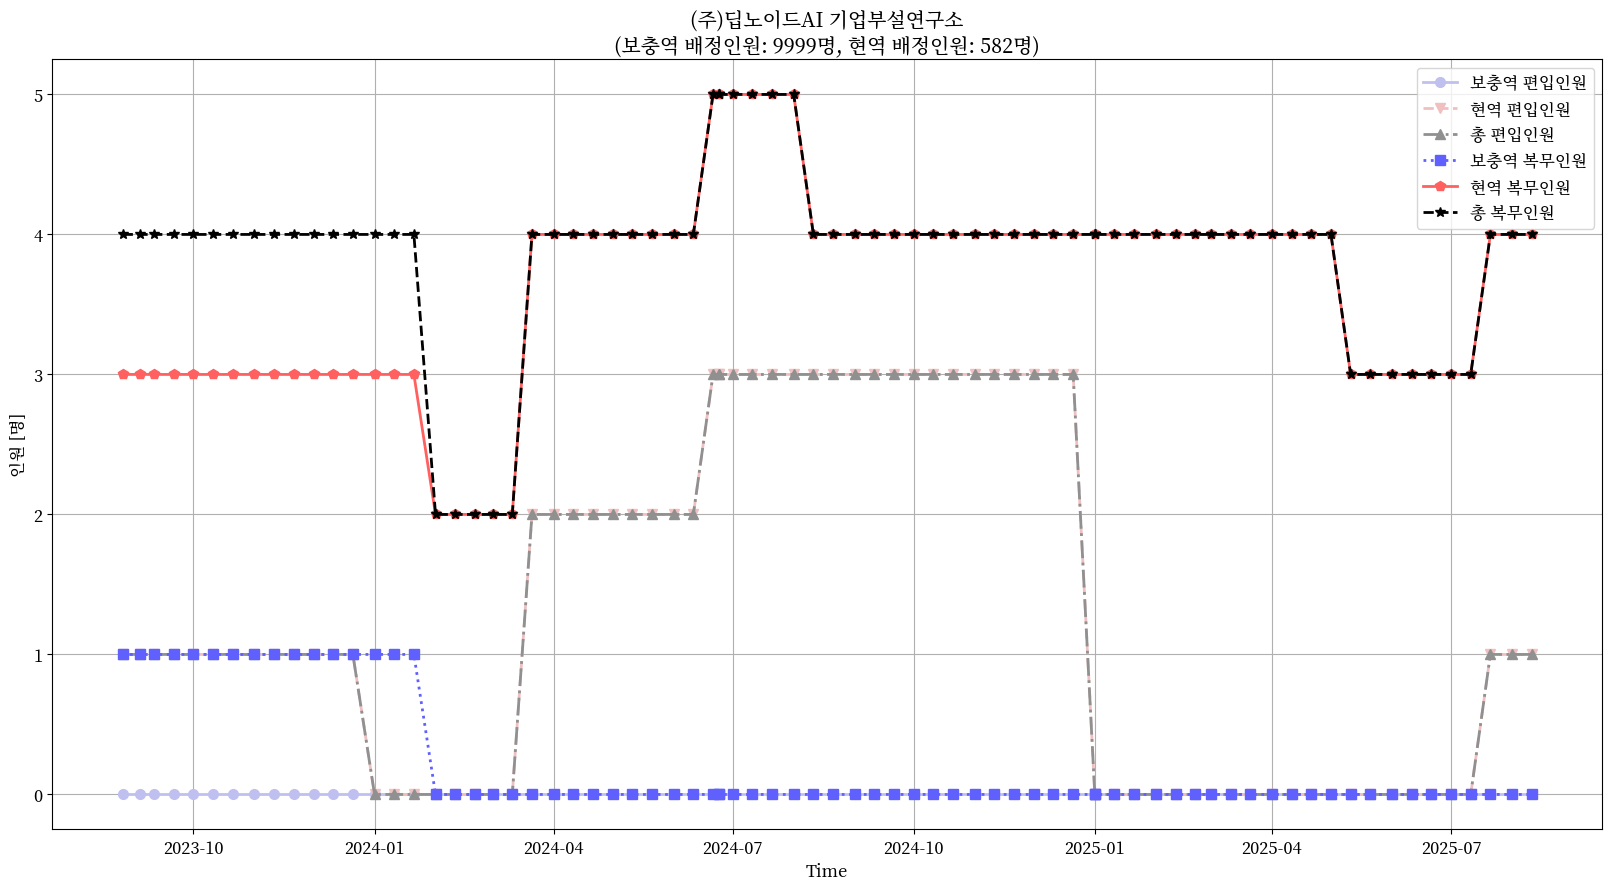 (주)딥노이드AI 기업부설연구소
(보충역 배정인원: 9999명, 현역 배정인원: 582명)
보충역 편입인원
현역 편입인원
총 편입인원
보충역 복무인원
현역 복무인원
총 복무인원
인원 [명]
5
4
3
2
1
0
2023-10
2024-01
2024-04
2024-07
2024-10
2025-01
2025-04
2025-07
Time